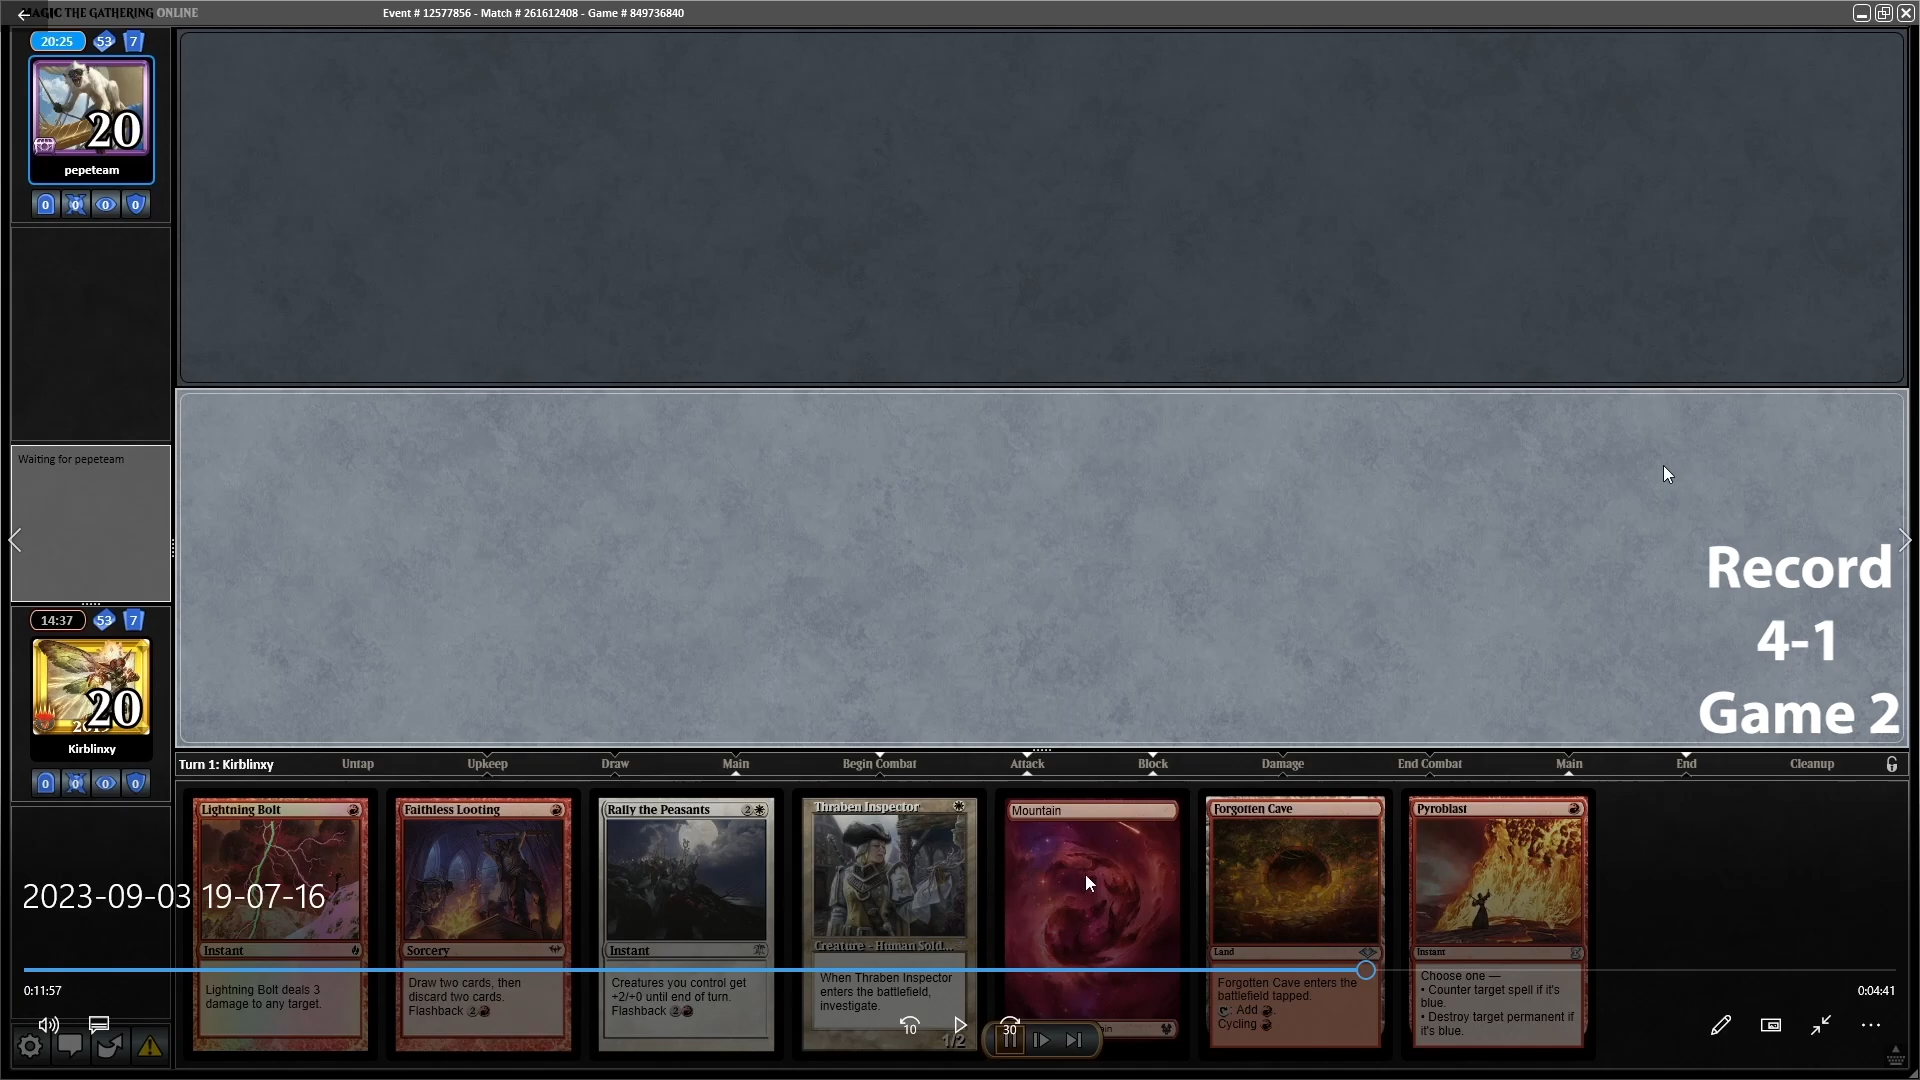 MAGIC THE GATHERING ONLINE
Event # 12577856 - Match # 261612408 - Game # 849736840
20:25 53 7
20
pepeteam
0 0 0 0
Waiting for pepeteam
14:37 53 7
20
Kirblinxy
0 0 0 0
Record
4-1
Game 2
Turn 1: Kirblinxy Untap Upkeep Draw Main Begin Combat Attack Block Damage End Combat Main End Cleanup
Lightning Bolt
Instant
Lightning Bolt deals 3
damage to any target.
Faithless Looting
Sorcery
Draw two cards, then
discard two cards.
Flashback 2
Rally the Peasants 2
Instant
Creatures you control get
+2/+0 until end of turn.
Flashback 2
Thraben Inspector
Creature – Human Sold...
When Thraben Inspector
enters the battlefield,
investigate.
1/2
Mountain
Forgotten Cave
Land
Forgotten Cave enters the
battlefield tapped.
: Add .
Cycling
Pyroblast
Instant
Choose one —
• Counter target spell if it's
blue.
• Destroy target permanent if
it's blue.
2023-09-03 19-07-16
0:11:57
0:04:41
10
30